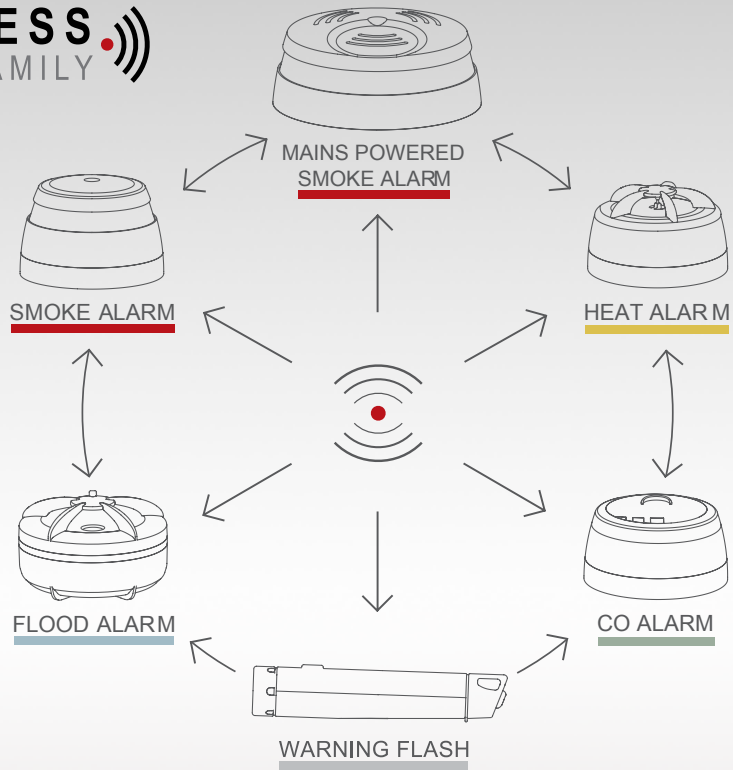 ESS
AMILY
MAINS POWERED
SMOKE ALARM
SMOKE ALARM
HEAT ALARM
FLOOD ALARM
CO ALARM
WARNING FLASH